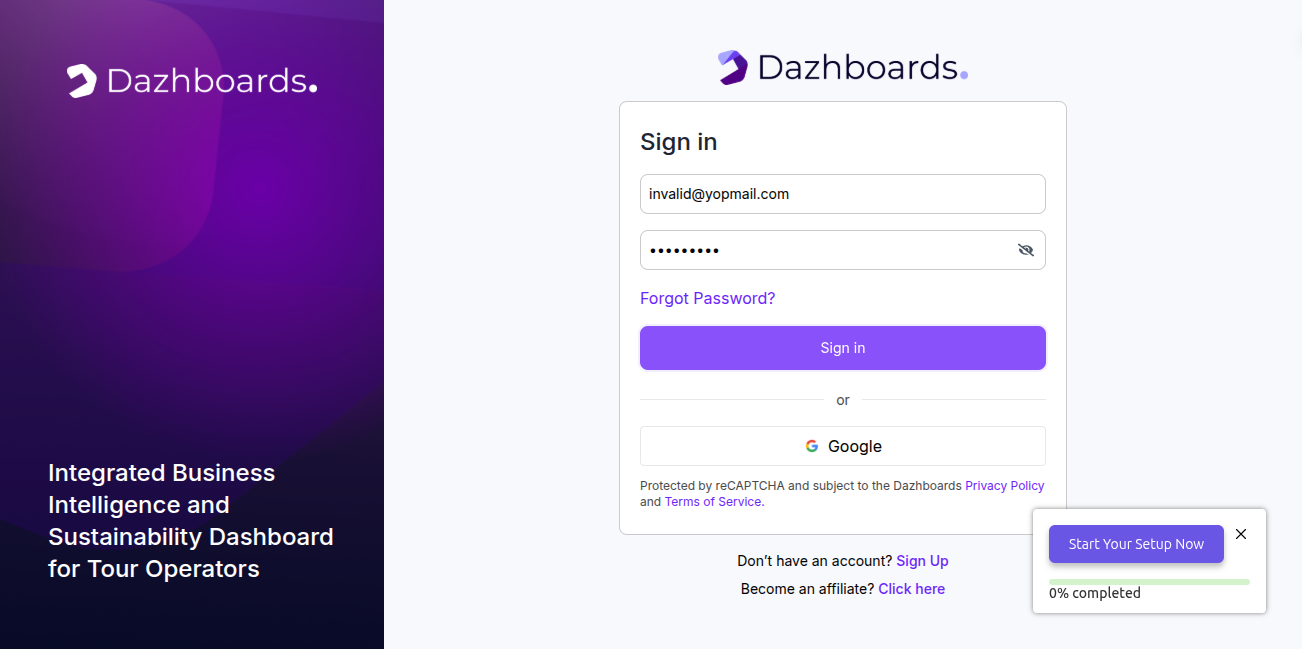 Dazhboards.
Integrated Business
Intelligence and
Sustainability Dashboard
for Tour Operators
Dazhboards.
Sign in
invalid@yopmail.com
•••••••••
Forgot Password?
Sign in
or
Google
Protected by reCAPTCHA and subject to the Dazhboards Privacy Policy
and Terms of Service.
Don’t have an account? Sign Up
Become an affiliate? Click here
Start Your Setup Now
0% completed